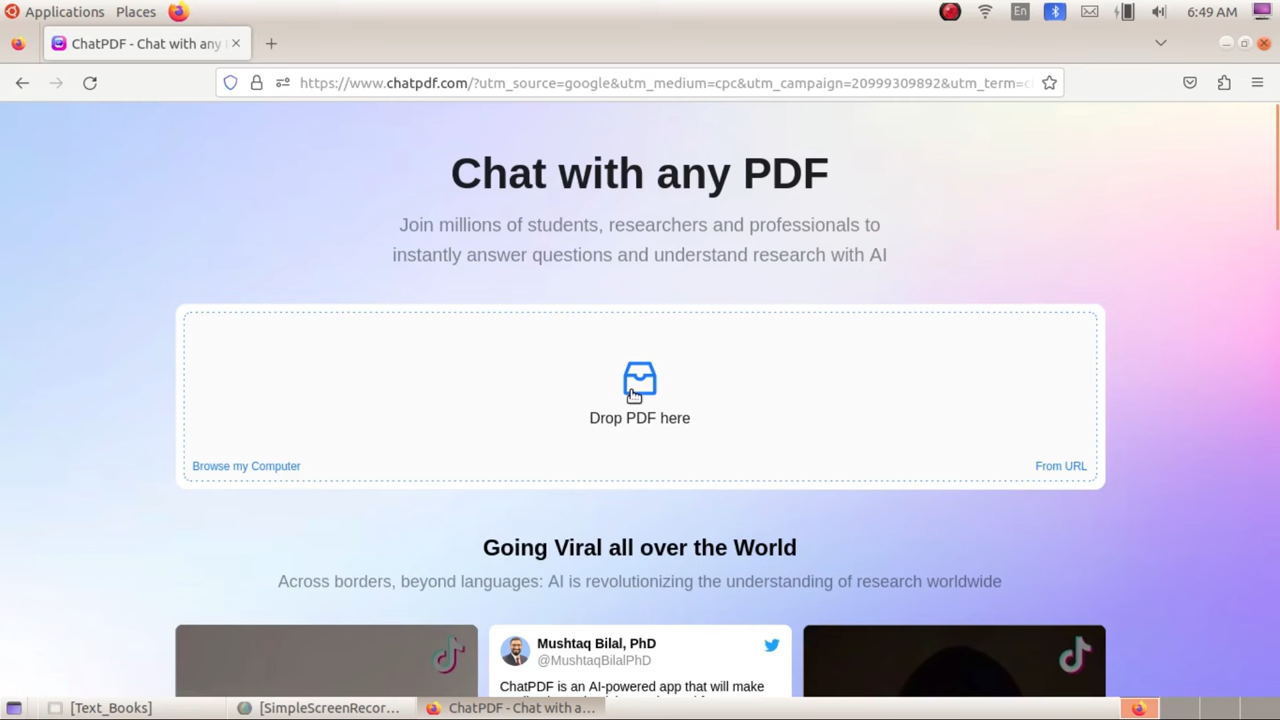 Applications Places
En 6:49 AM
ChatPDF - Chat with any
https://www.chatpdf.com/?utm_source=google&utm_medium=cpc&utm_campaign=20999309892&utm_term=c
Chat with any PDF
Join millions of students, researchers and professionals to
instantly answer questions and understand research with AI
Drop PDF here
Browse my Computer
From URL
Going Viral all over the World
Across borders, beyond languages: AI is revolutionizing the understanding of research worldwide
Mushtaq Bilal, PhD
@MushtaqBilalPhD
ChatPDF is an AI-powered app that will make
[Text_Books]
[SimpleScreenRecor...
ChatPDF - Chat with a...